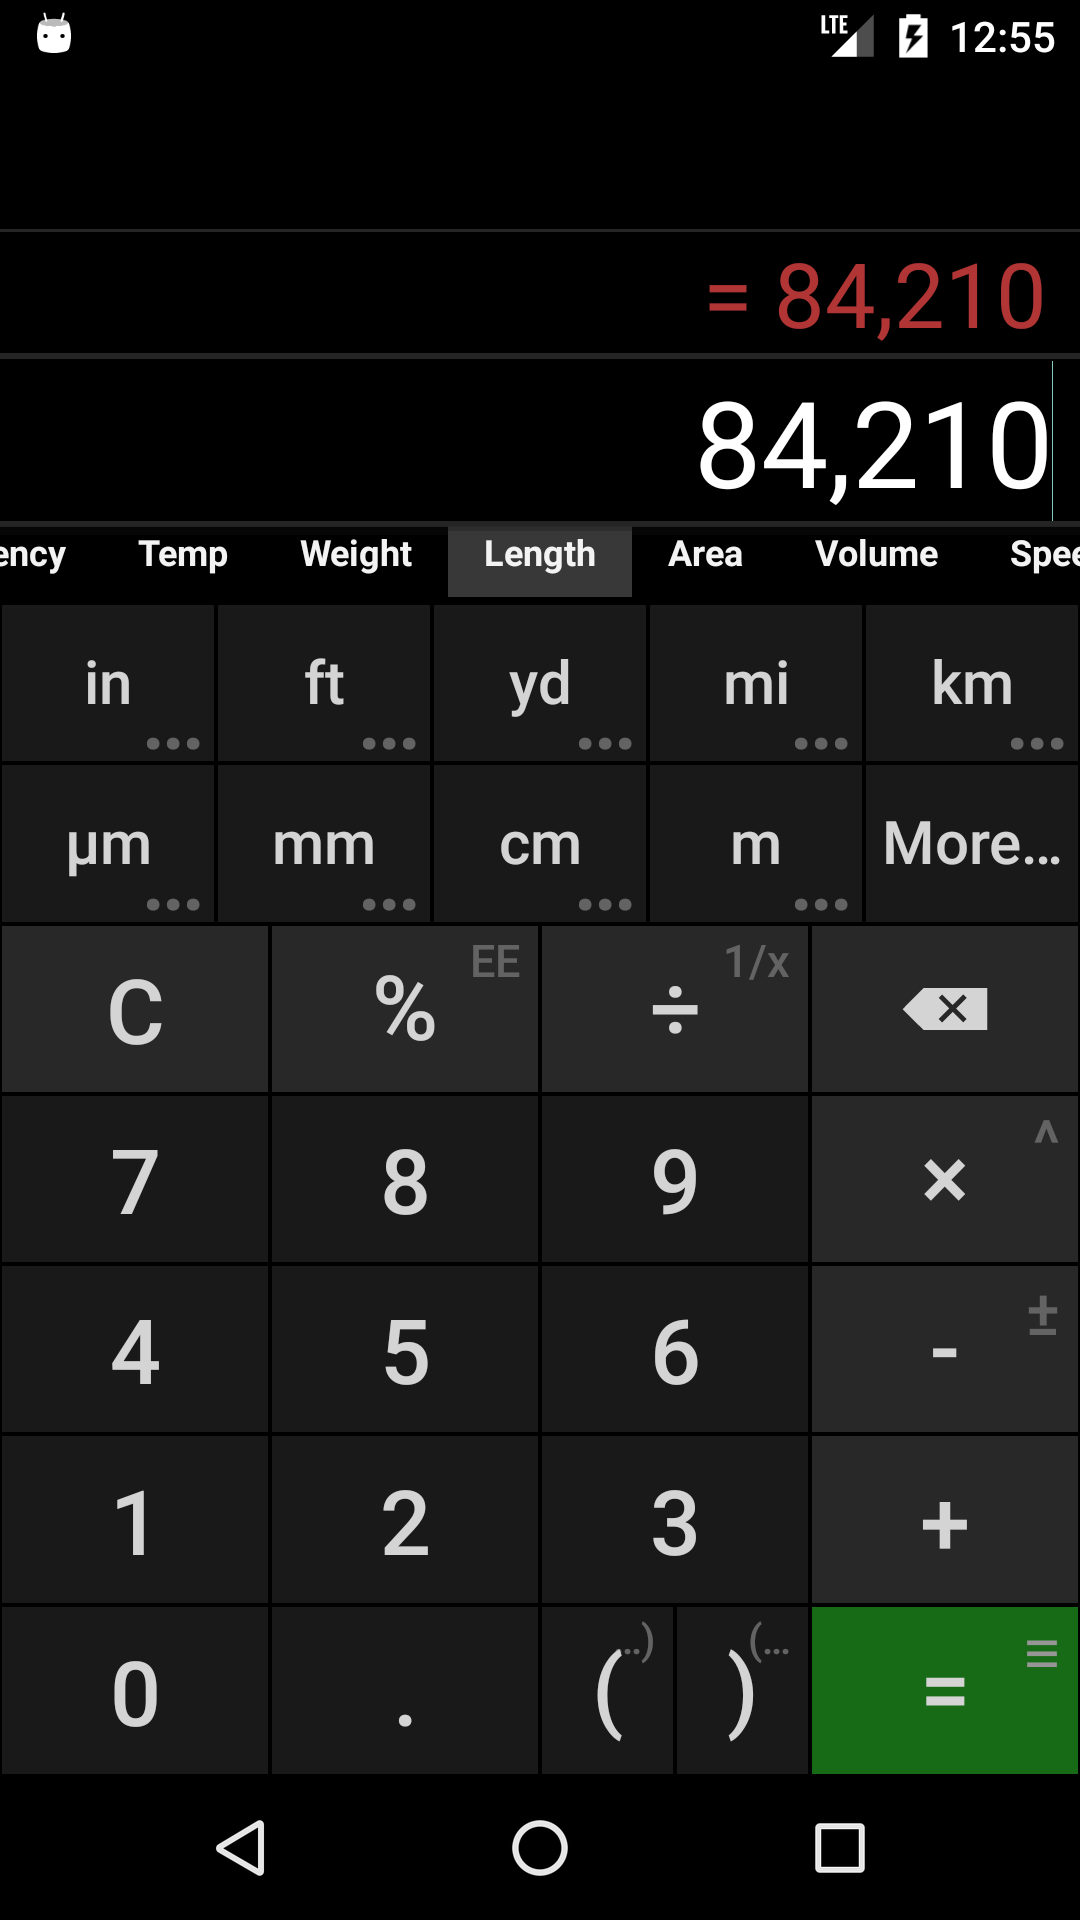 LTE 12:55
= 84,210
84,210
ency Temp Weight Length Area Volume Spee
in ft yd mi km
µm mm cm m More...
C % EE ÷ 1/x
7 8 9 × ^
4 5 6 - ±
1 2 3 +
0 . ( ..) ) (... =